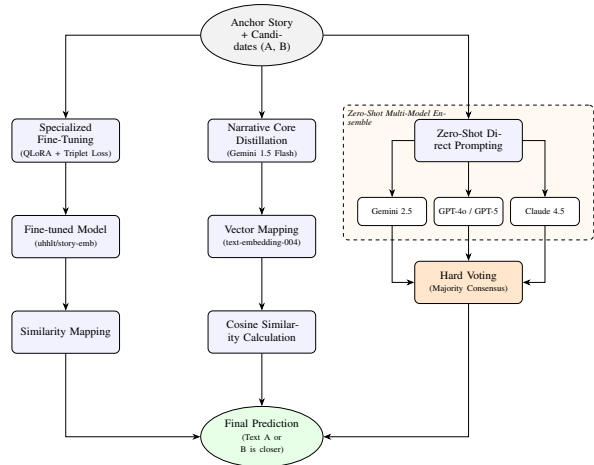 Anchor Story
+ Candi-
dates (A, B)
Specialized
Fine-Tuning
(QLoRA + Triplet Loss)
Narrative Core
Distillation
(Gemini 1.5 Flash)
Zero-Shot Multi-Model En-
semble
Zero-Shot Di-
rect Prompting
Fine-tuned Model
(uhhlt/story-emb)
Vector Mapping
(text-embedding-004)
Gemini 2.5
GPT-4o / GPT-5
Claude 4.5
Hard Voting
(Majority Consensus)
Similarity Mapping
Cosine Similar-
ity Calculation
Final Prediction
(Text A or
B is closer)